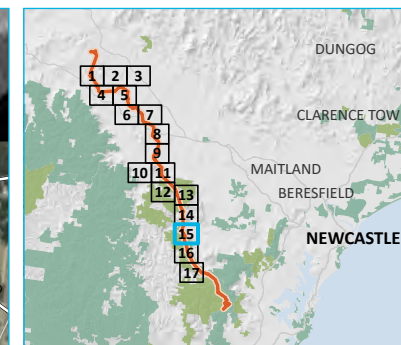 DUNGOG
1 2 3
4 5
6 7
CLARENCE TOW
8
9
10 11
MAITLAND
12 13
BERESFIELD
14
15
NEWCASTLE
16
17